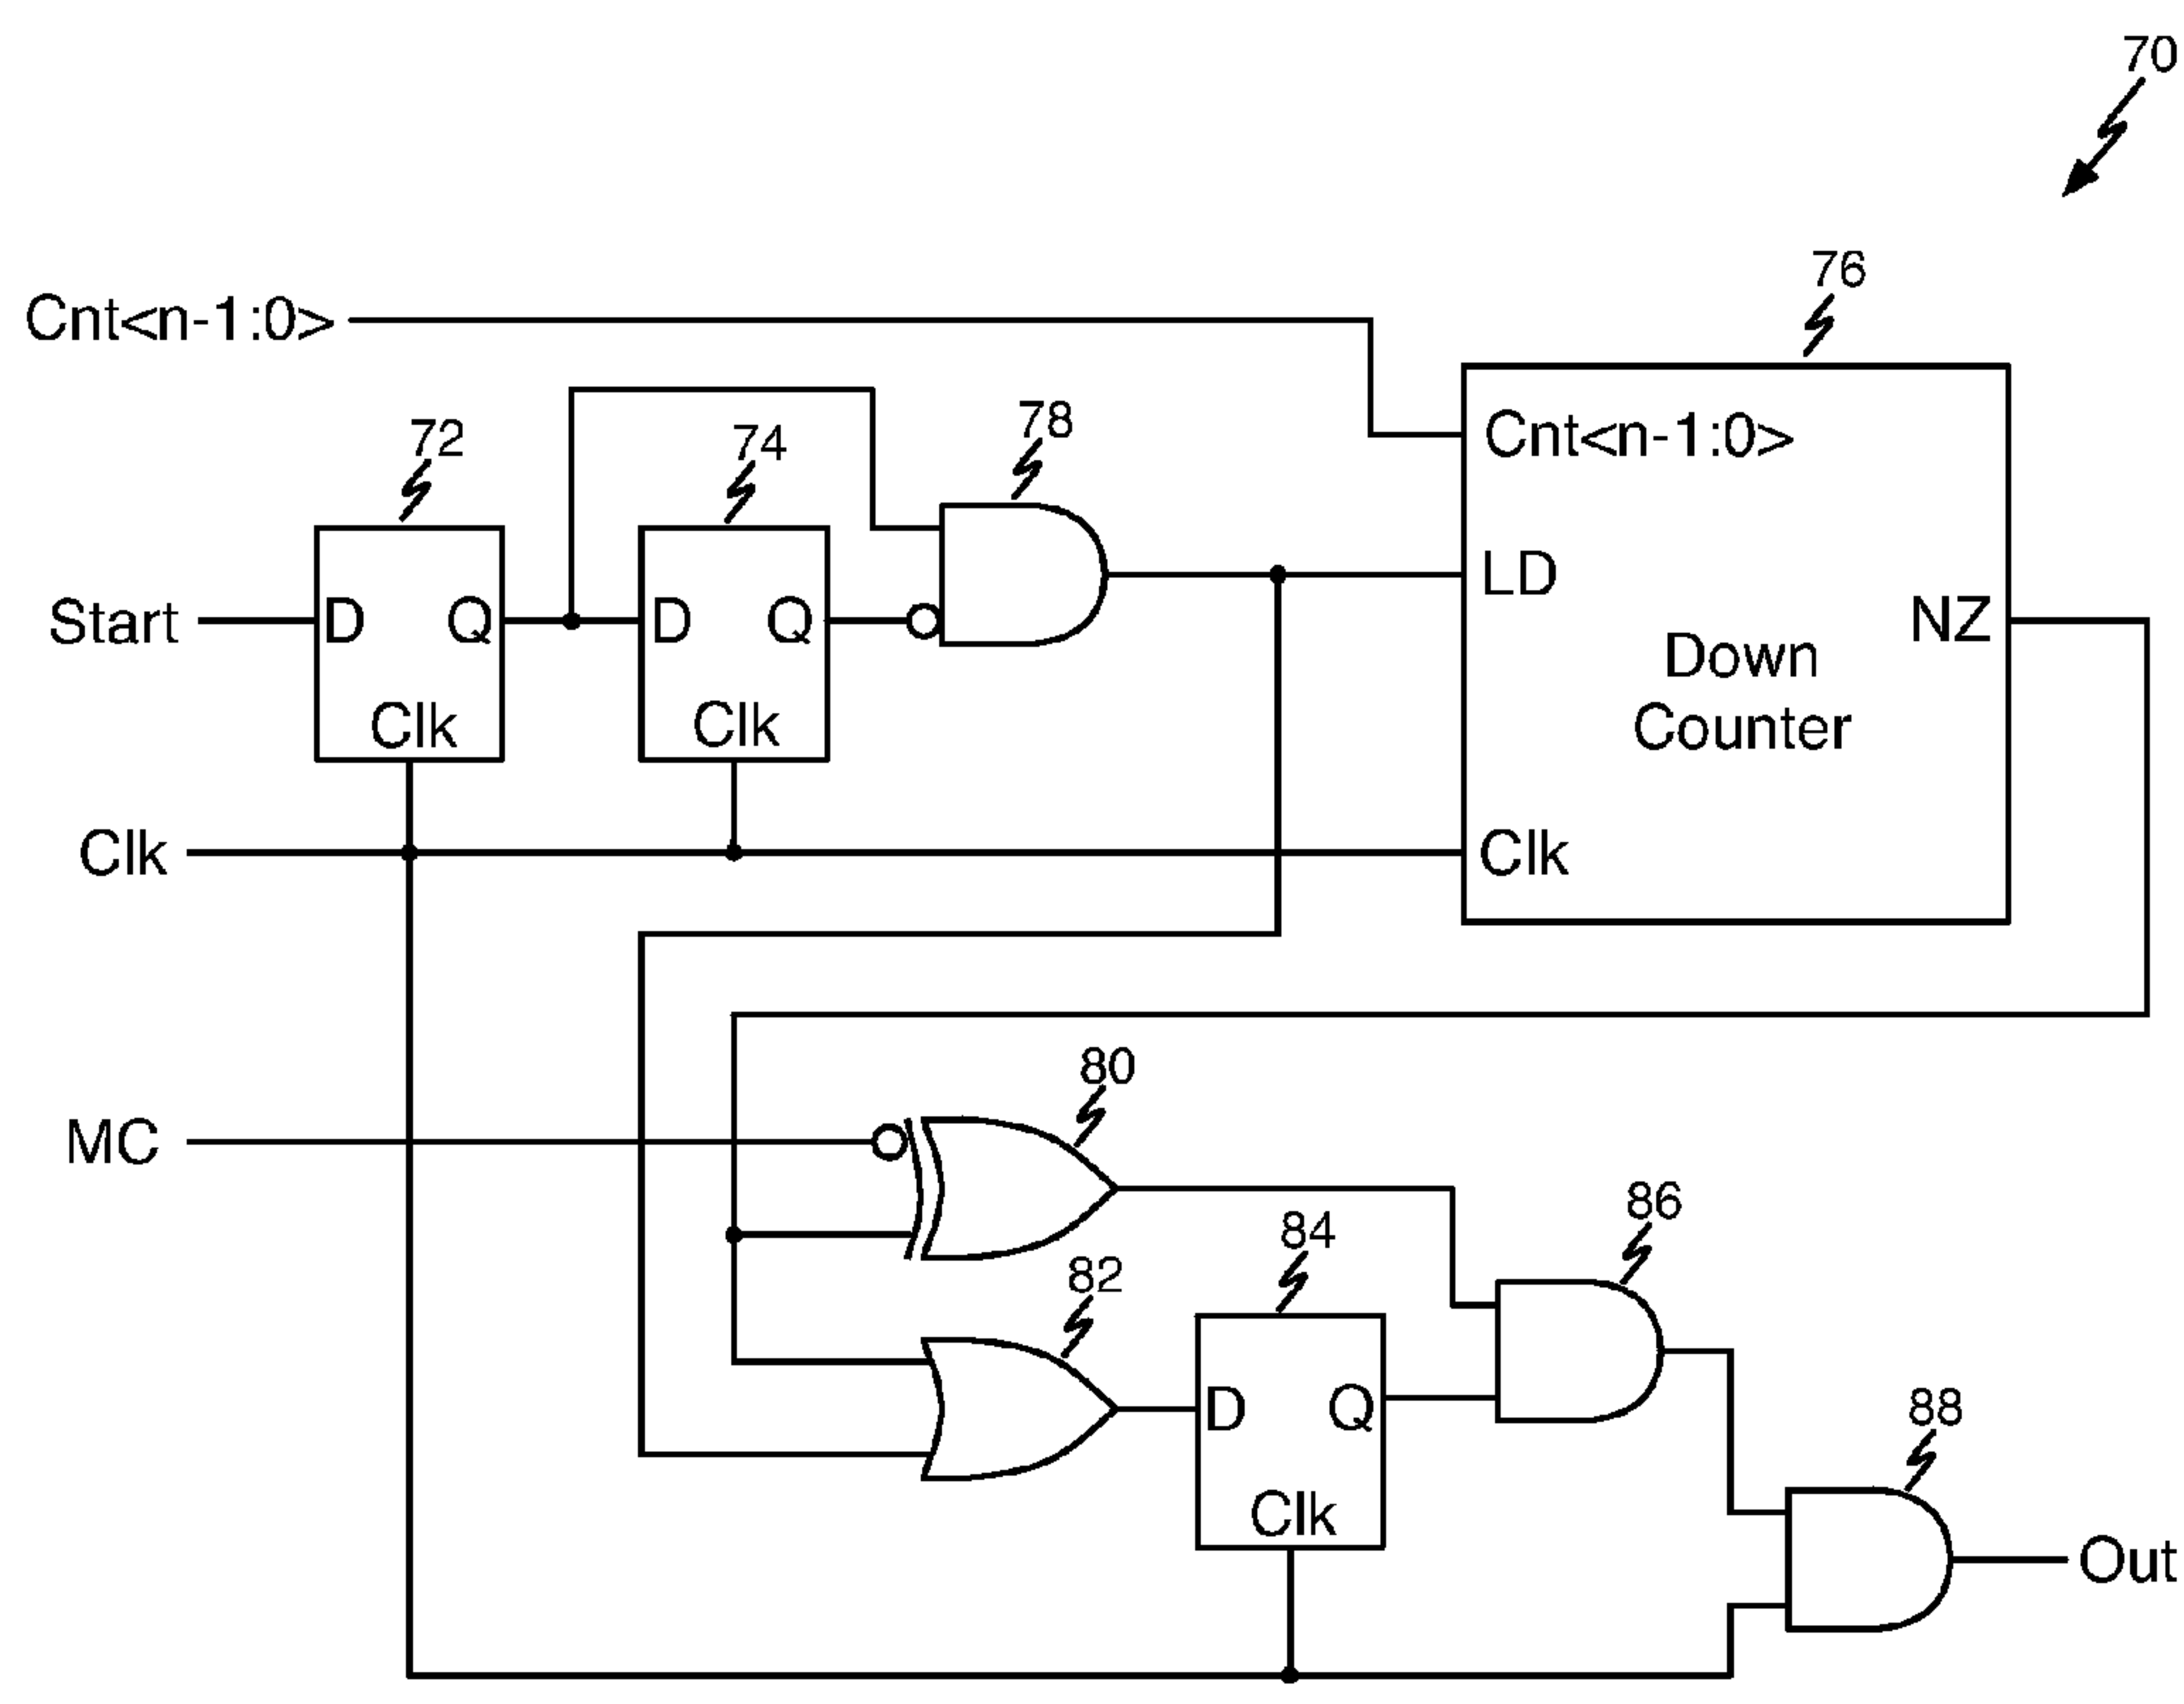 70
76
Cnt<n-1:0>
72
74
78
Cnt<n-1:0>
LD
Start
D
Q
D
Q
NZ
Down
Counter
Clk
Clk
Clk
Clk
80
MC
86
84
82
88
D
Q
Clk
Out